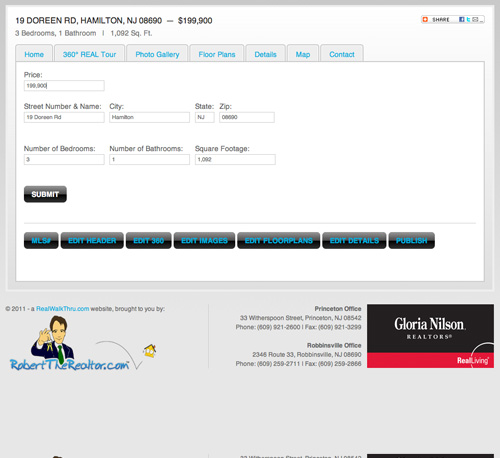 19 DOREEN RD, HAMILTON, NJ 08690 — $199,900
SHARE
3 Bedrooms, 1 Bathroom | 1,092 Sq. Ft.
Home 360° REAL Tour Photo Gallery Floor Plans Details Map Contact
Price:
199,900
Street Number & Name: City: State: Zip:
19 Doreen Rd Hamilton NJ 08690
Number of Bedrooms: Number of Bathrooms: Square Footage:
3 1 1,092
SUBMIT
MLS# EDIT HEADER EDIT 360 EDIT IMAGES EDIT FLOORPLANS EDIT DETAILS PUBLISH
© 2011 - a RealWalkThru.com website, brought to you by:
RobertTheRealtor.com
Princeton Office
33 Witherspoon Street, Princeton, NJ 08542
Phone: (609) 921-2600 | Fax: (609) 921-3299
Robbinsville Office
2346 Route 33, Robbinsville, NJ 08690
Phone: (609) 259-2711 | Fax: (609) 259-2866
Gloria Nilson
REALTORS®
RealLiving